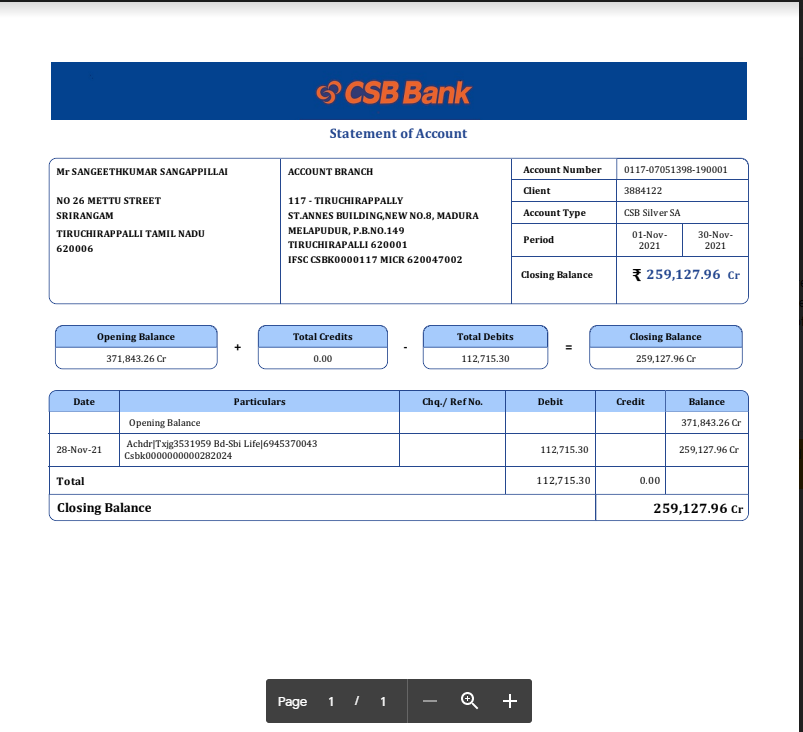 CSB Bank
Statement of Account
Mr SANGEETHKUMAR SANGAPPILLAI
NO 26 METTU STREET
SRIRANGAM
TIRUCHIRAPPALLI TAMIL NADU
620006
ACCOUNT BRANCH
117 - TIRUCHIRAPPALLY
ST.ANNES BUILDING,NEW NO.8, MADURA
MELAPUDUR, P.B.NO.149
TIRUCHIRAPALLI 620001
IFSC CSBK0000117 MICR 620047002
Account Number 0117-07051398-190001
Client 3884122
Account Type CSB Silver SA
Period 01-Nov-2021 30-Nov-2021
Closing Balance ₹ 259,127.96 Cr
Opening Balance + Total Credits - Total Debits = Closing Balance
371,843.26 Cr 0.00 112,715.30 259,127.96 Cr
Date Particulars Chq./ Ref No. Debit Credit Balance
Opening Balance 371,843.26 Cr
28-Nov-21 Achdr|Txjg3531959 Bd-Sbi Life|6945370043 112,715.30 259,127.96 Cr
Csbk0000000000282024
Total 112,715.30 0.00
Closing Balance 259,127.96 Cr
Page 1 / 1